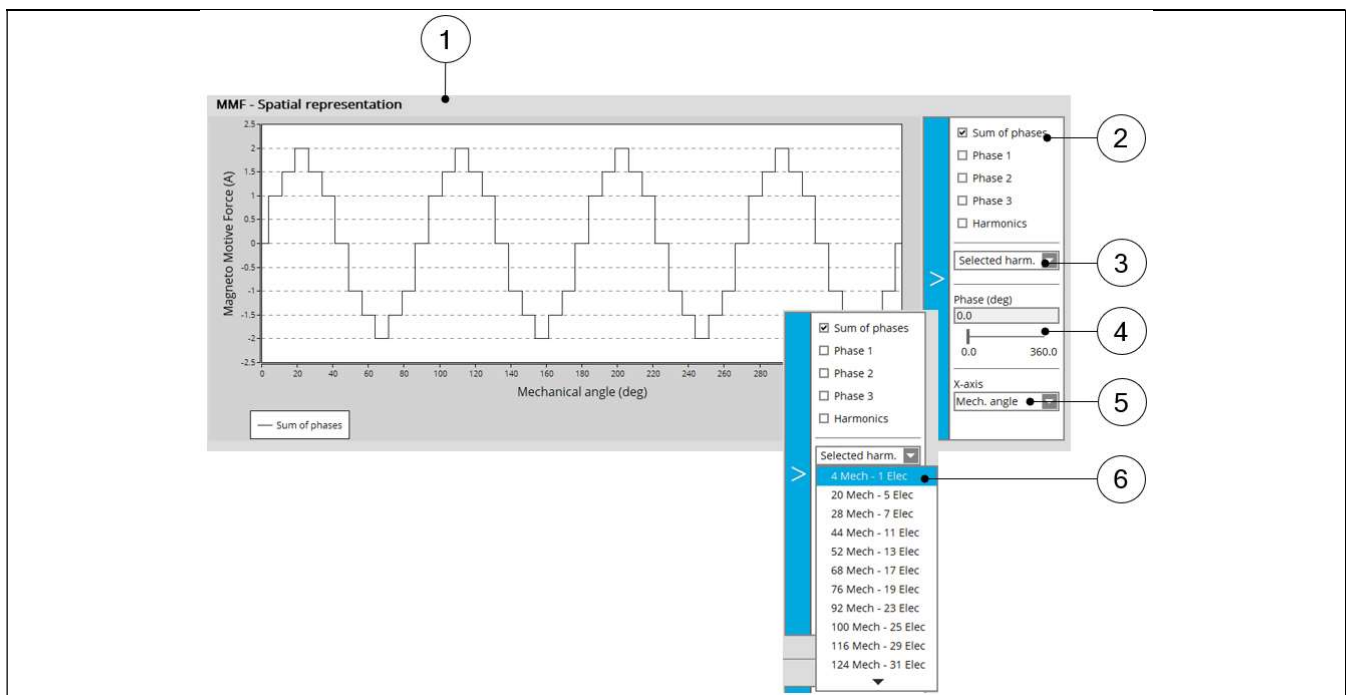 1
MMF - Spatial representation
2.5
2
1.5
1
0.5
0
-0.5
-1
-1.5
-2
-2.5
Magneto Motive Force (A)
0 20 40 60 80 100 120 140 160 180 200 220 240 260 280
Mechanical angle (deg)
Sum of phases
Sum of phases
2
Phase 1
Phase 2
Phase 3
Harmonics
Selected harm.
3
>
Phase (deg)
0.0
4
0.0 360.0
X-axis
Mech. angle
5
Sum of phases
Phase 1
Phase 2
Phase 3
Harmonics
Selected harm.
>
4 Mech - 1 Elec
6
20 Mech - 5 Elec
28 Mech - 7 Elec
44 Mech - 11 Elec
52 Mech - 13 Elec
68 Mech - 17 Elec
76 Mech - 19 Elec
92 Mech - 23 Elec
100 Mech - 25 Elec
116 Mech - 29 Elec
124 Mech - 31 Elec